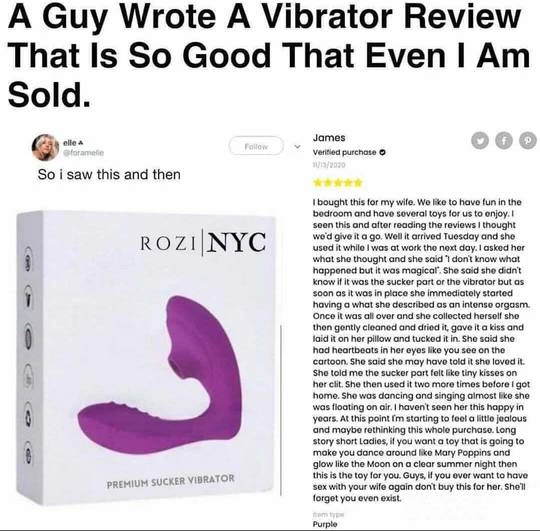 A Guy Wrote A Vibrator Review
That Is So Good That Even I Am
Sold.
elle
@foramelie
Follow
So i saw this and then
ROZI|NYC
PREMIUM SUCKER VIBRATOR
James
Verified purchase
11/13/2020
I bought this for my wife. We like to have fun in the
bedroom and have several toys for us to enjoy. I
seen this and after reading the reviews I thought
we'd give it a go. Well it arrived Tuesday and she
used it while I was at work the next day. I asked her
what she thought and she said "I don't know what
happened but it was magical". She said she didn't
know if it was the sucker part or the vibrator but as
soon as it was in place she immediately started
having a what she described as an intense orgasm.
Once it was all over and she collected herself she
then gently cleaned and dried it, gave it a kiss and
laid it on her pillow and tucked it in. She said she
had heartbeats in her eyes like you see on the
cartoon. She said she may have told it she loved it.
She told me the sucker part felt like tiny kisses on
her clit. She then used it two more times before I got
home. She was dancing and singing almost like she
was floating on air. I haven't seen her this happy in
years. At this point I'm starting to feel a little jealous
and maybe rethinking this whole purchase. Long
story short Ladies, if you want a toy that is going to
make you dance around like Mary Poppins and
glow like the Moon on a clear summer night then
this is the toy for you. Guys, if you ever want to have
sex with your wife again don't buy this for her. She'll
forget you even exist.
Item type
Purple